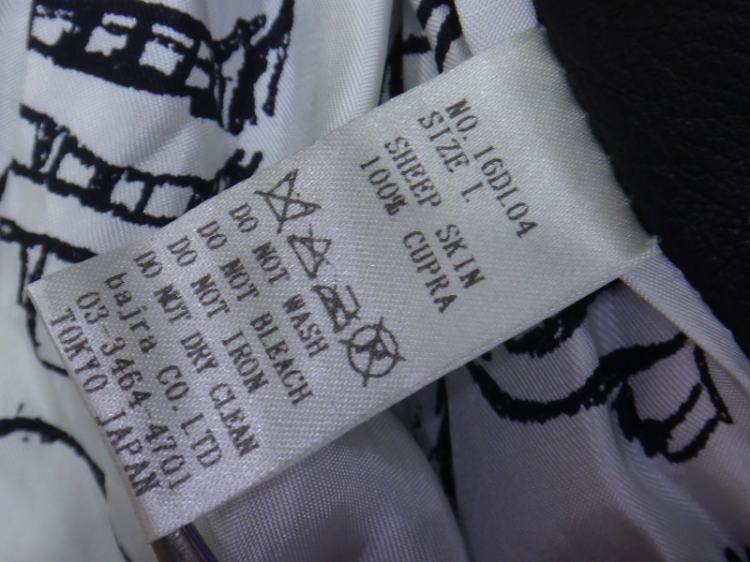 NO. 16DL04
SIZE L
SHEEP SKIN
100% CUPRA
DO NOT WASH
DO NOT BLEACH
DO NOT IRON
DO NOT DRY CLEAN
bajra CO. LTD
03-3464-4701
TOKYO JAPAN